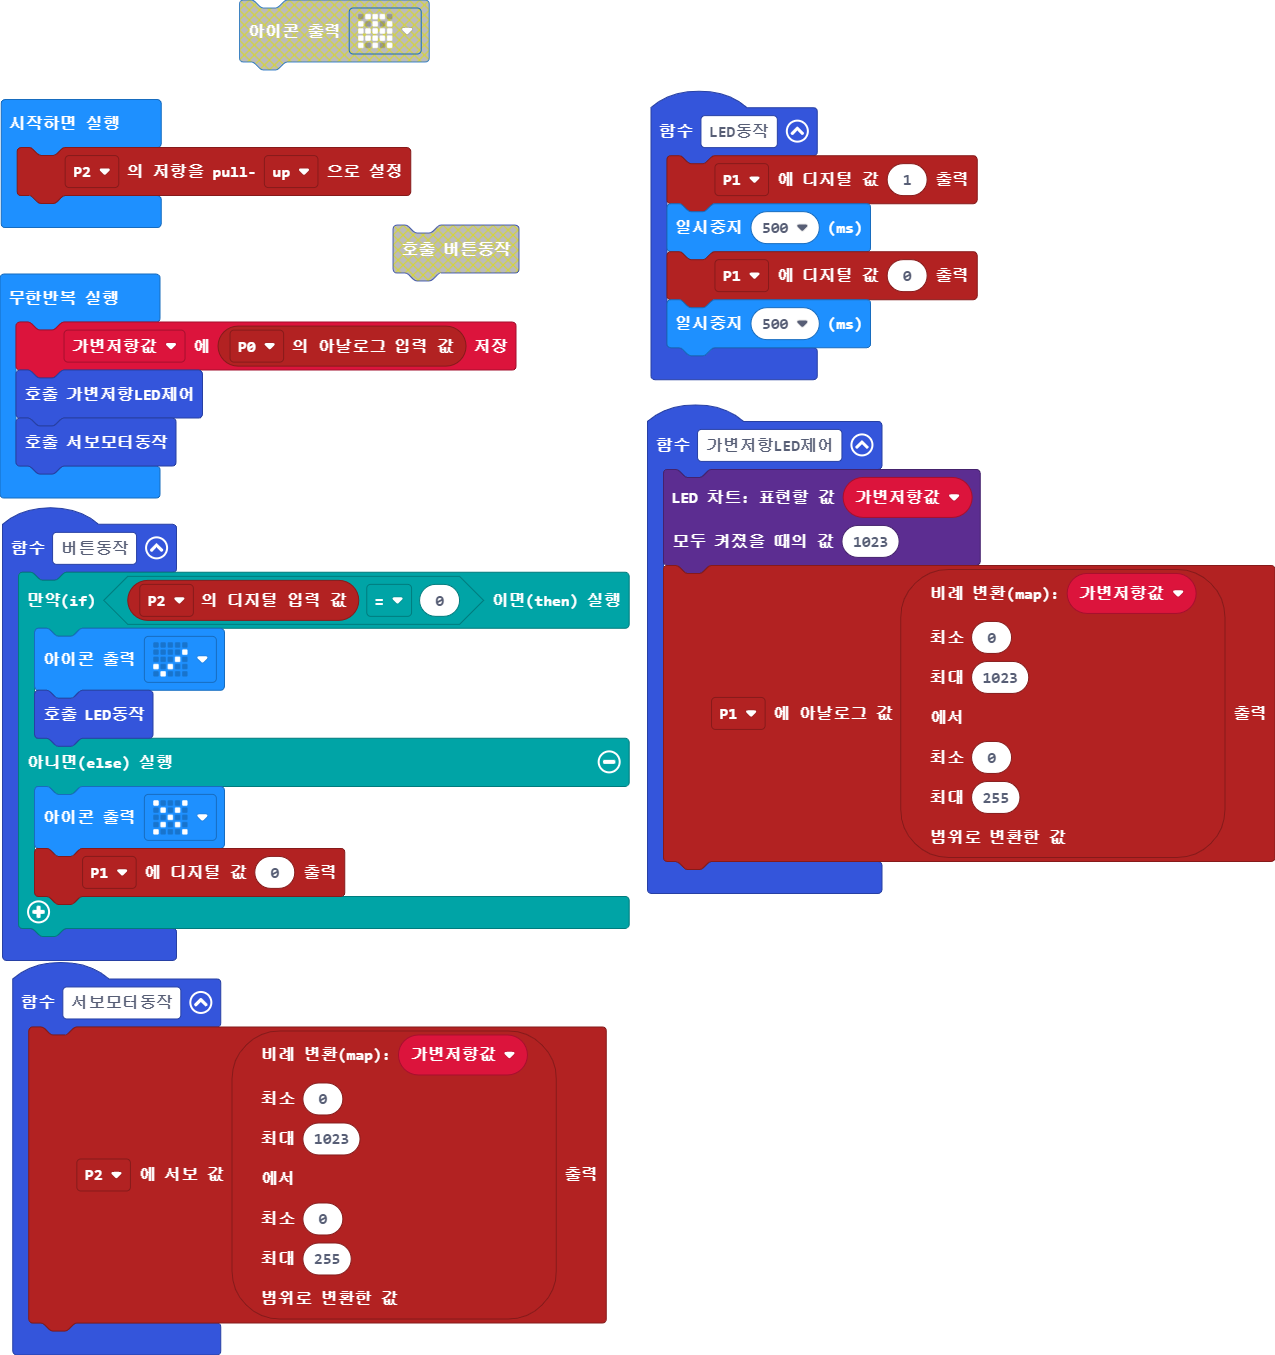 아이콘 출력
시작하면 실행
P2 의 저항을 pull- up 으로 설정
호출 버튼동작
무한반복 실행
가변저항값 에 P0 의 아날로그 입력 값 저장
호출 가변저항LED제어
호출 서보모터동작
함수 버튼동작
만약(if) P2 의 디지털 입력 값 = 0 이면(then) 실행
아이콘 출력
호출 LED동작
아니면(else) 실행
아이콘 출력
P1 에 디지털 값 0 출력
함수 서보모터동작
비례 변환(map): 가변저항값
최소 0
최대 1023
P2 에 서보 값 에서 출력
최소 0
최대 255
범위로 변환한 값
함수 LED동작
P1 에 디지털 값 1 출력
일시중지 500 (ms)
P1 에 디지털 값 0 출력
일시중지 500 (ms)
함수 가변저항LED제어
LED 차트: 표현할 값 가변저항값
모두 켜졌을 때의 값 1023
비례 변환(map): 가변저항값
최소 0
최대 1023
P1 에 아날로그 값 에서 출력
최소 0
최대 255
범위로 변환한 값